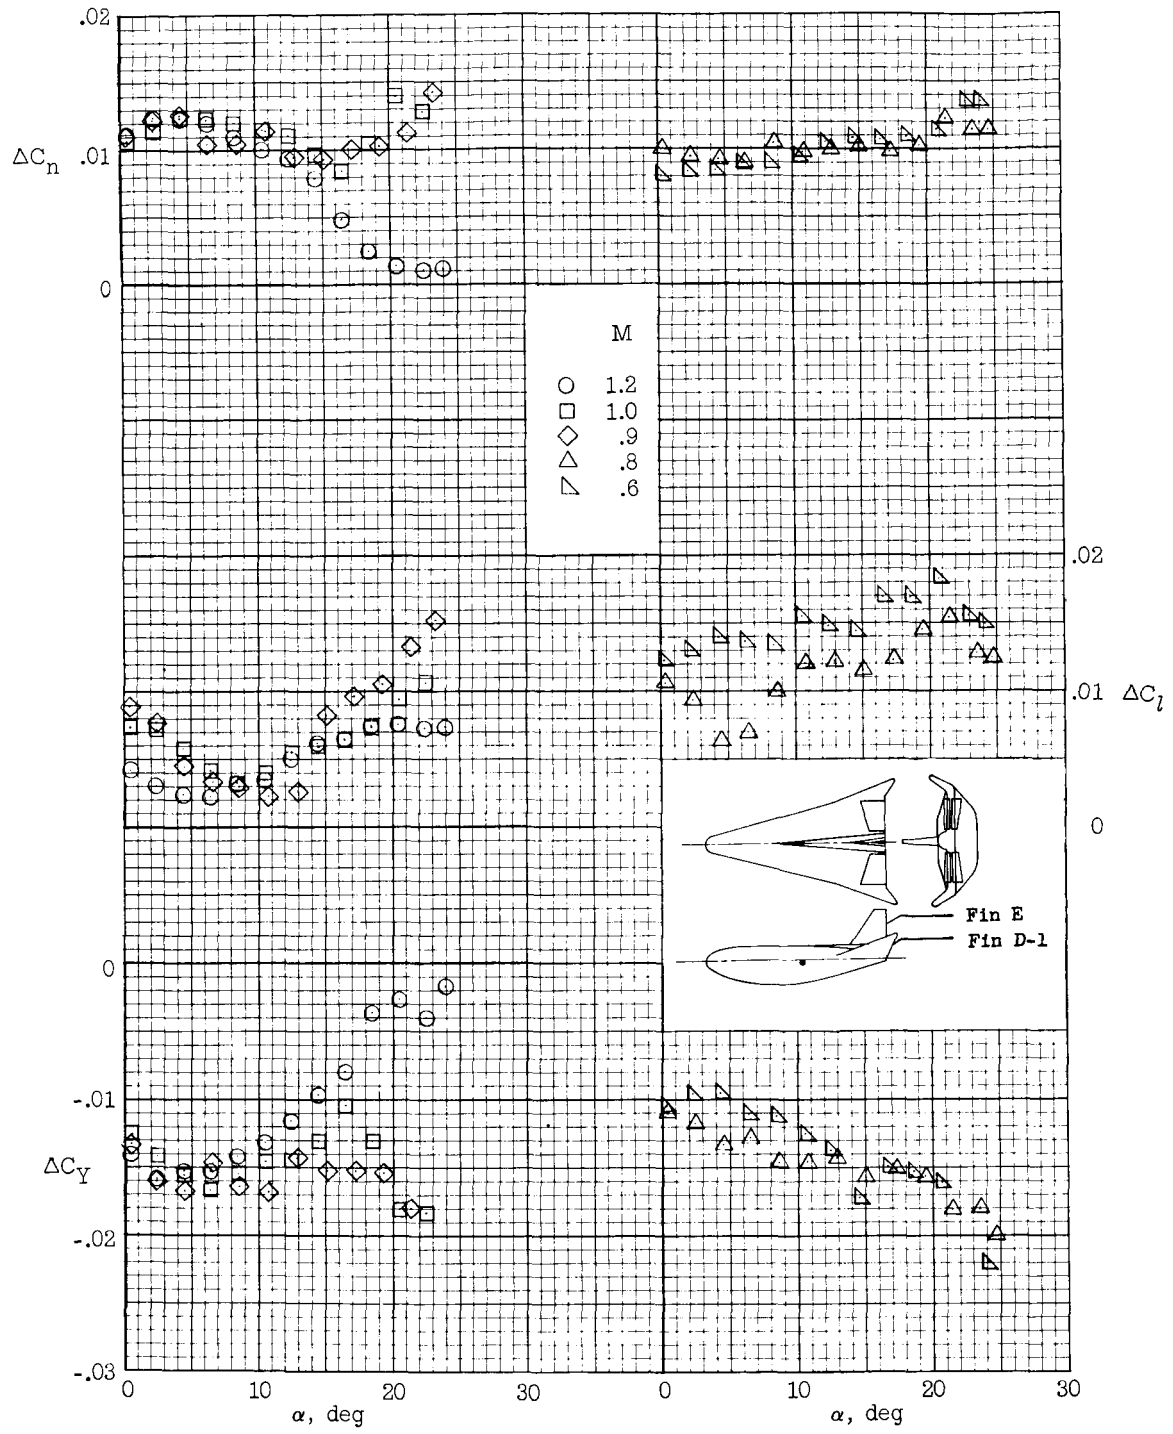 .02
ΔCn
.01
0
M
1.2
1.0
.9
.8
.6
.02
.01
ΔCl
0
Fin E
Fin D-1
0
-.01
ΔCY
-.02
-.03
0 10 20 30 0 10 20 30
α, deg α, deg